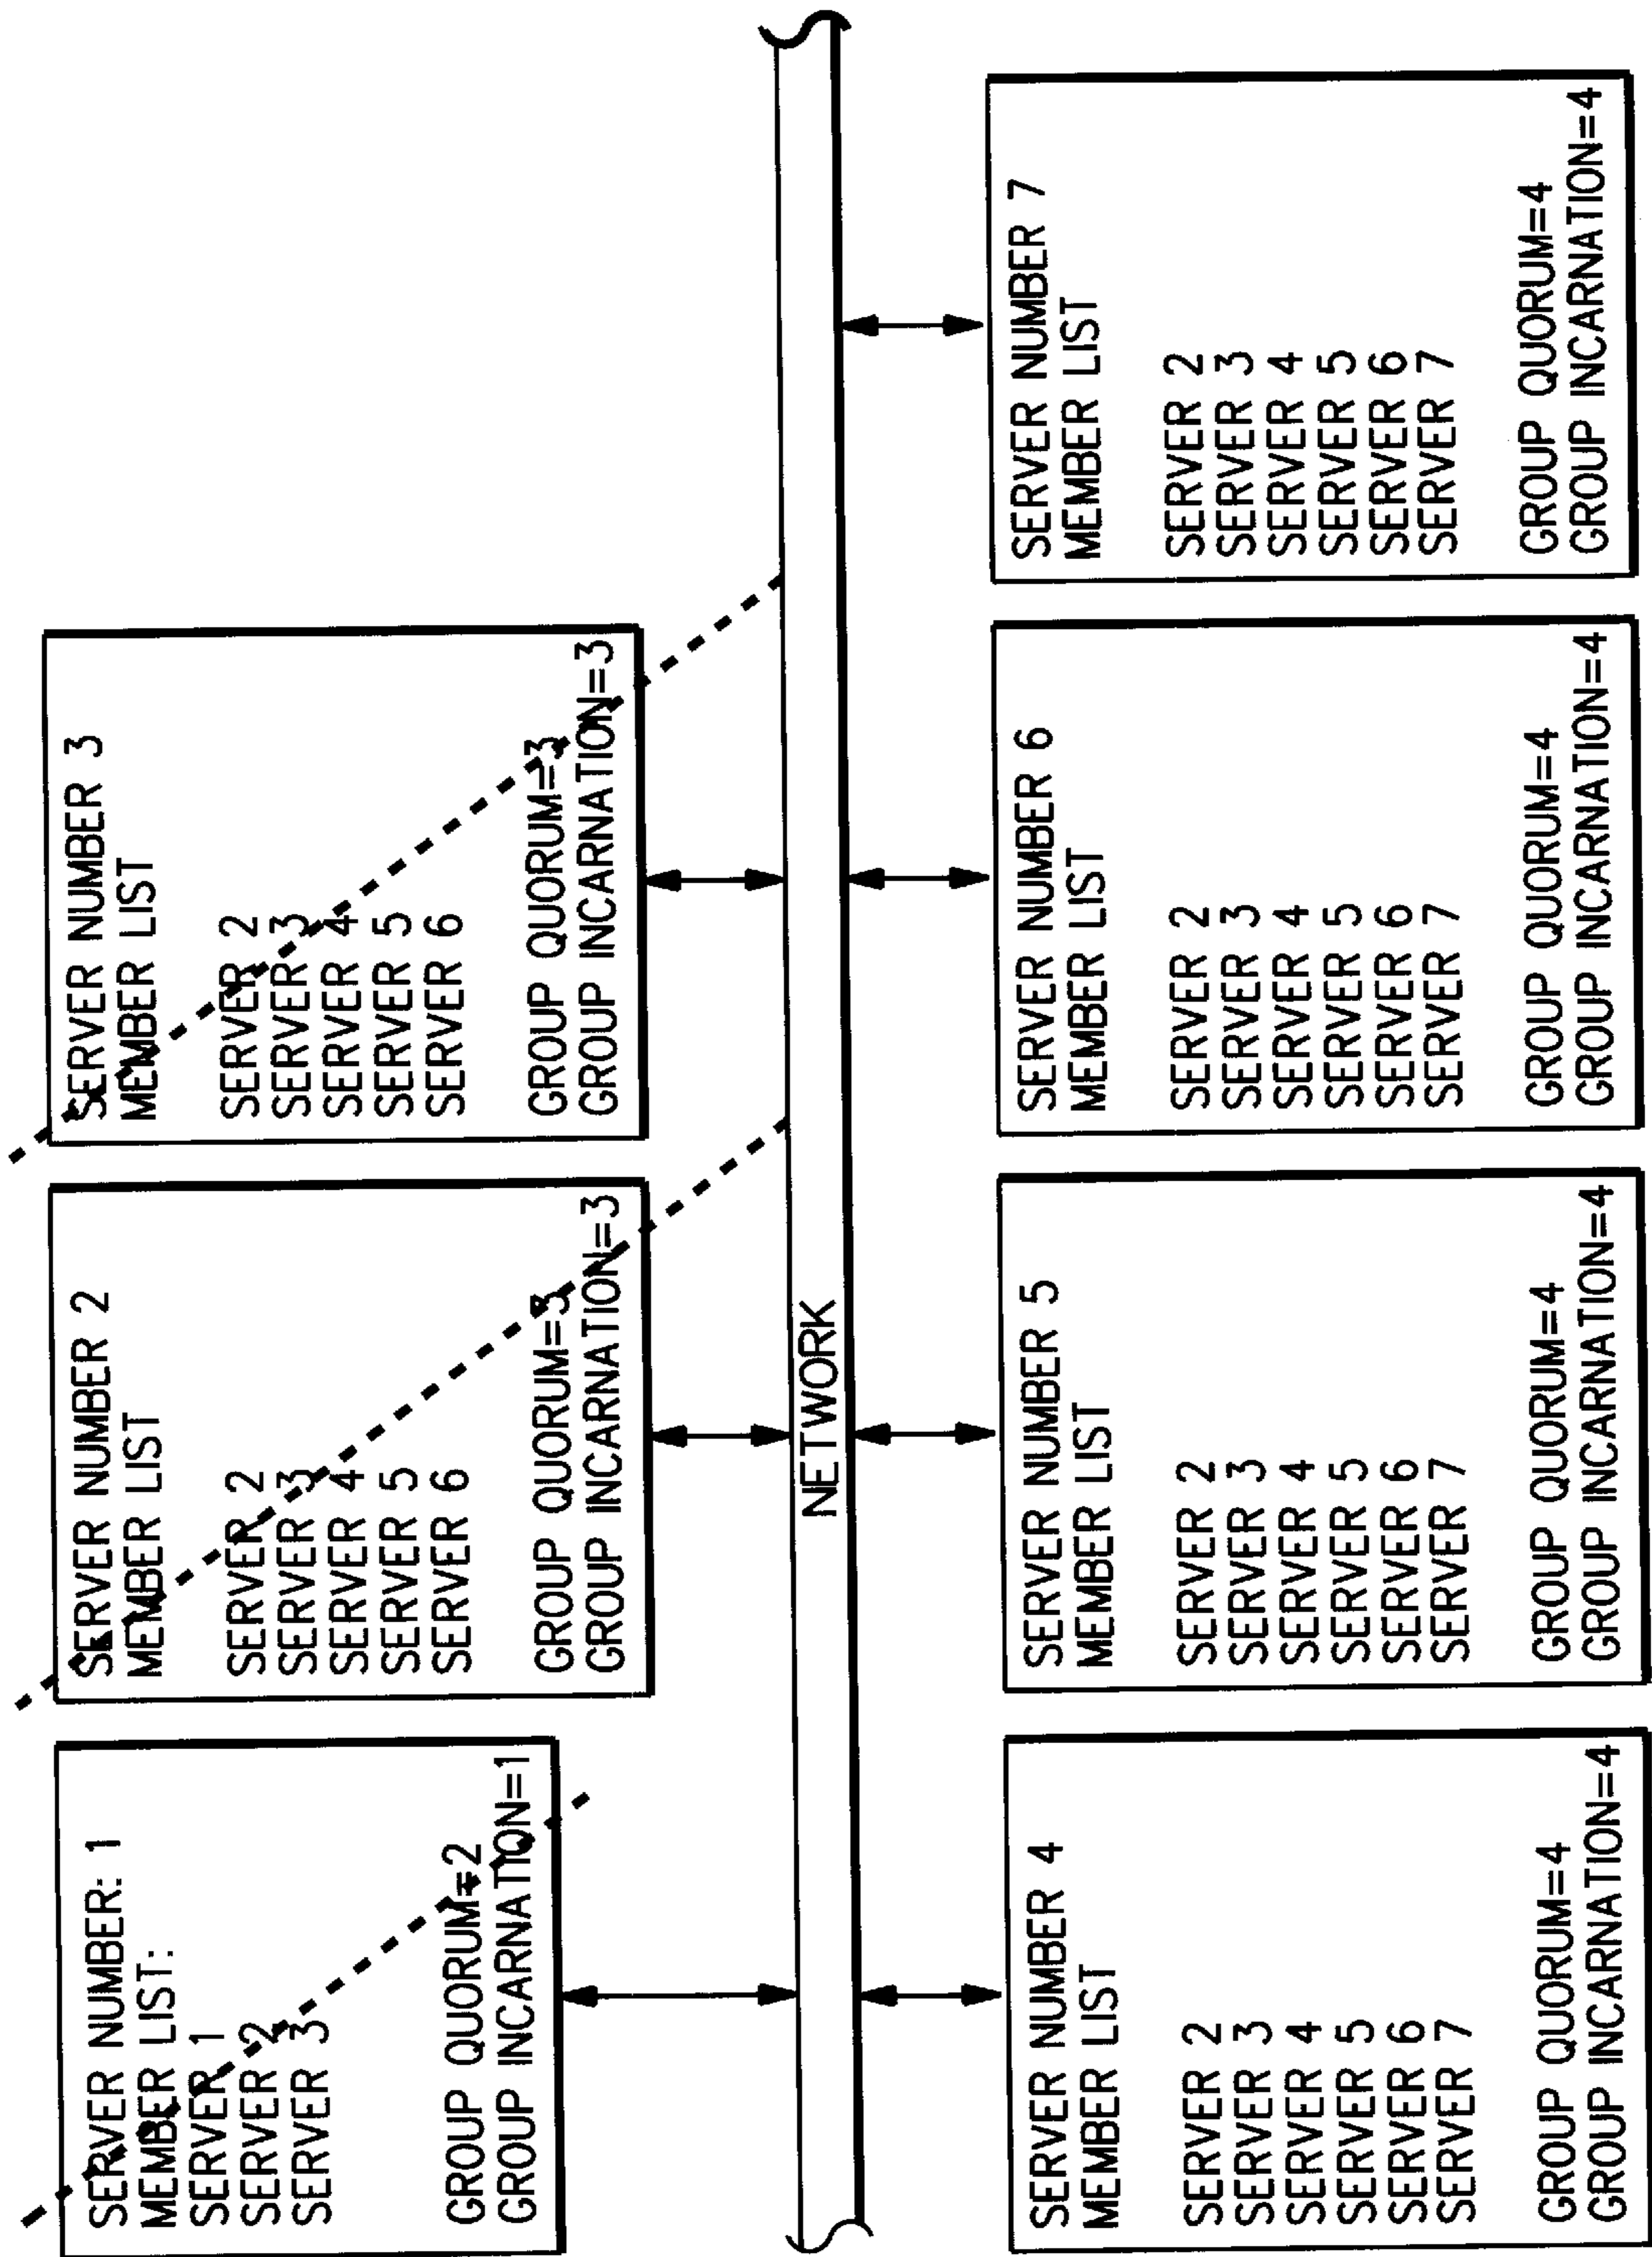 SERVER NUMBER: 1
MEMBER LIST:
SERVER 1
SERVER 2
SERVER 3
GROUP QUORUM=2
GROUP INCARNATION=1
SERVER NUMBER 2
MEMBER LIST
SERVER 2
SERVER 3
SERVER 4
SERVER 5
SERVER 6
GROUP QUORUM=3
GROUP INCARNATION=3
SERVER NUMBER 3
MEMBER LIST
SERVER 2
SERVER 3
SERVER 4
SERVER 5
SERVER 6
GROUP QUORUM=3
GROUP INCARNATION=3
NETWORK
SERVER NUMBER 4
MEMBER LIST
SERVER 2
SERVER 3
SERVER 4
SERVER 5
SERVER 6
SERVER 7
GROUP QUORUM=4
GROUP INCARNATION=4
SERVER NUMBER 5
MEMBER LIST
SERVER 2
SERVER 3
SERVER 4
SERVER 5
SERVER 6
SERVER 7
GROUP QUORUM=4
GROUP INCARNATION=4
SERVER NUMBER 6
MEMBER LIST
SERVER 2
SERVER 3
SERVER 4
SERVER 5
SERVER 6
SERVER 7
GROUP QUORUM=4
GROUP INCARNATION=4
SERVER NUMBER 7
MEMBER LIST
SERVER 2
SERVER 3
SERVER 4
SERVER 5
SERVER 6
SERVER 7
GROUP QUORUM=4
GROUP INCARNATION=4